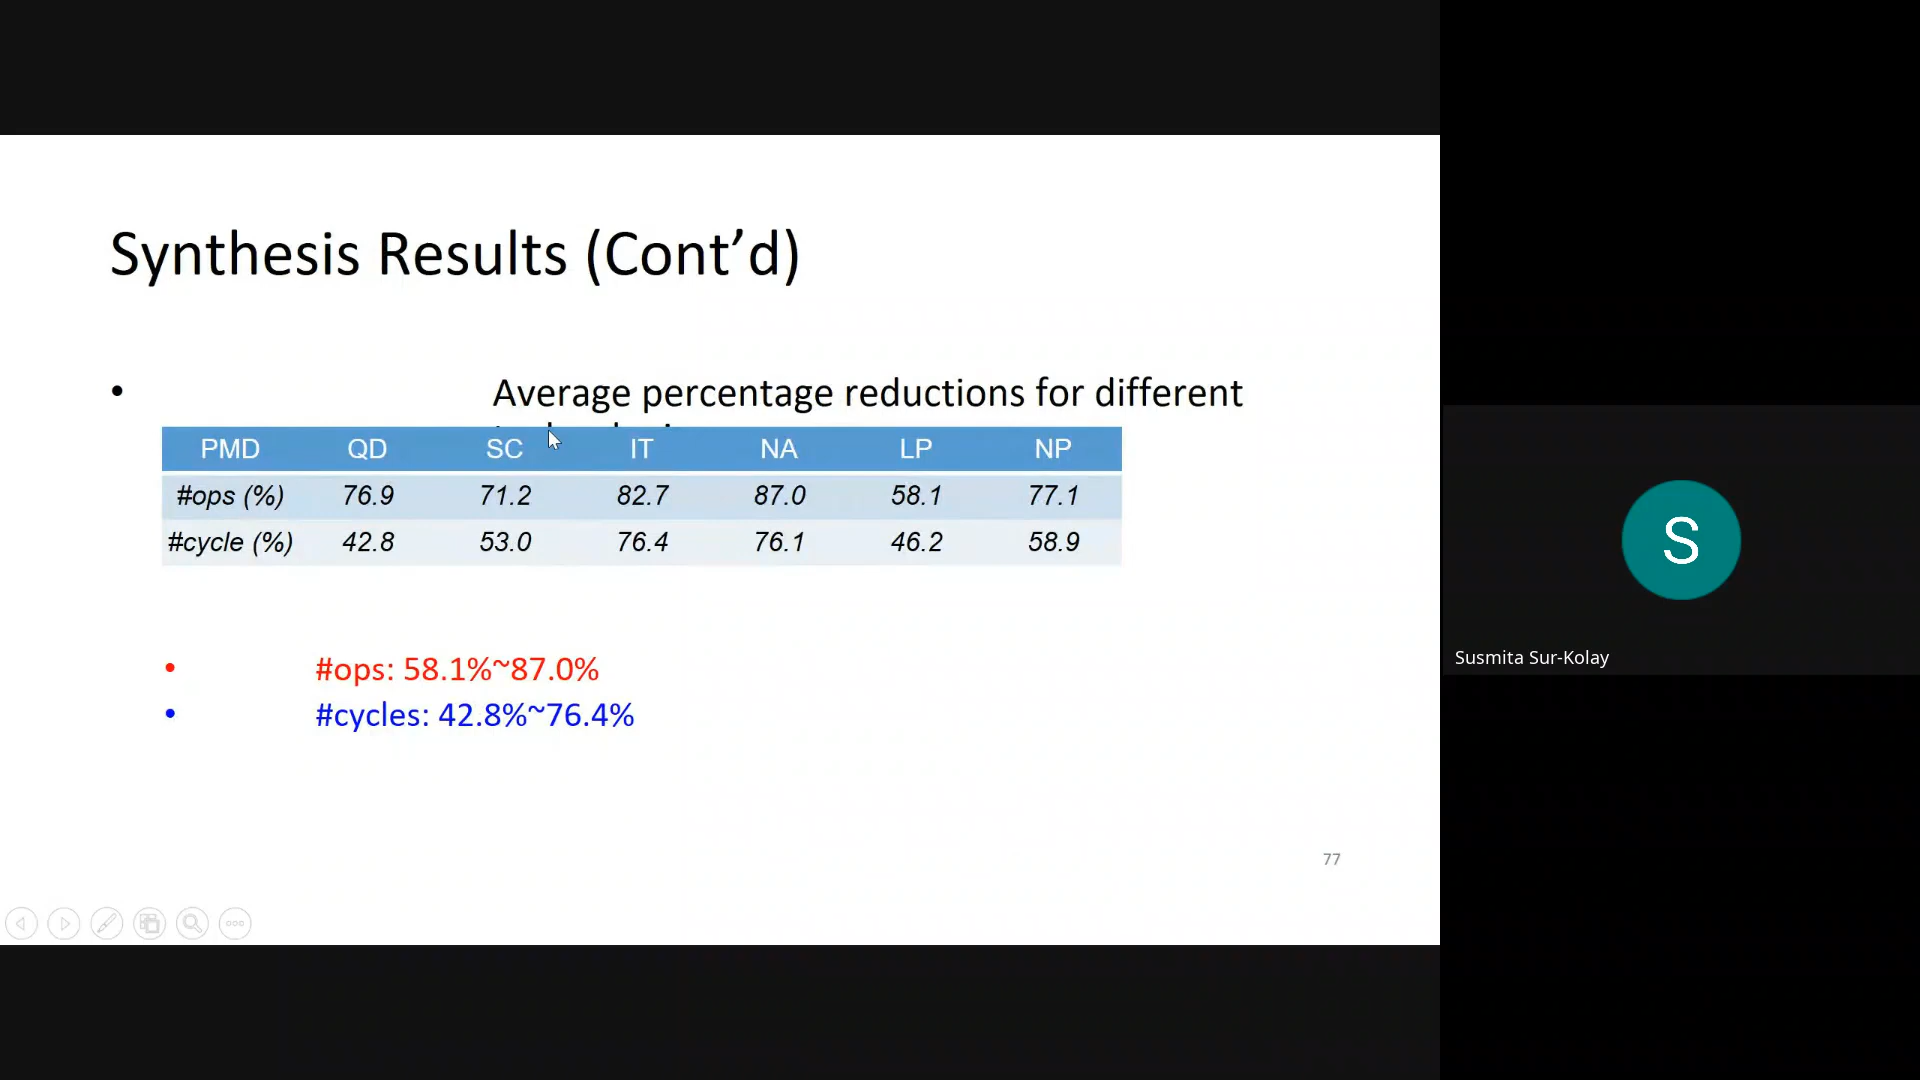 Synthesis Results (Cont’d)
• Average percentage reductions for different
PMD QD SC IT NA LP NP
#ops (%) 76.9 71.2 82.7 87.0 58.1 77.1
#cycle (%) 42.8 53.0 76.4 76.1 46.2 58.9
• #ops: 58.1%~87.0%
• #cycles: 42.8%~76.4%
77
S
Susmita Sur-Kolay